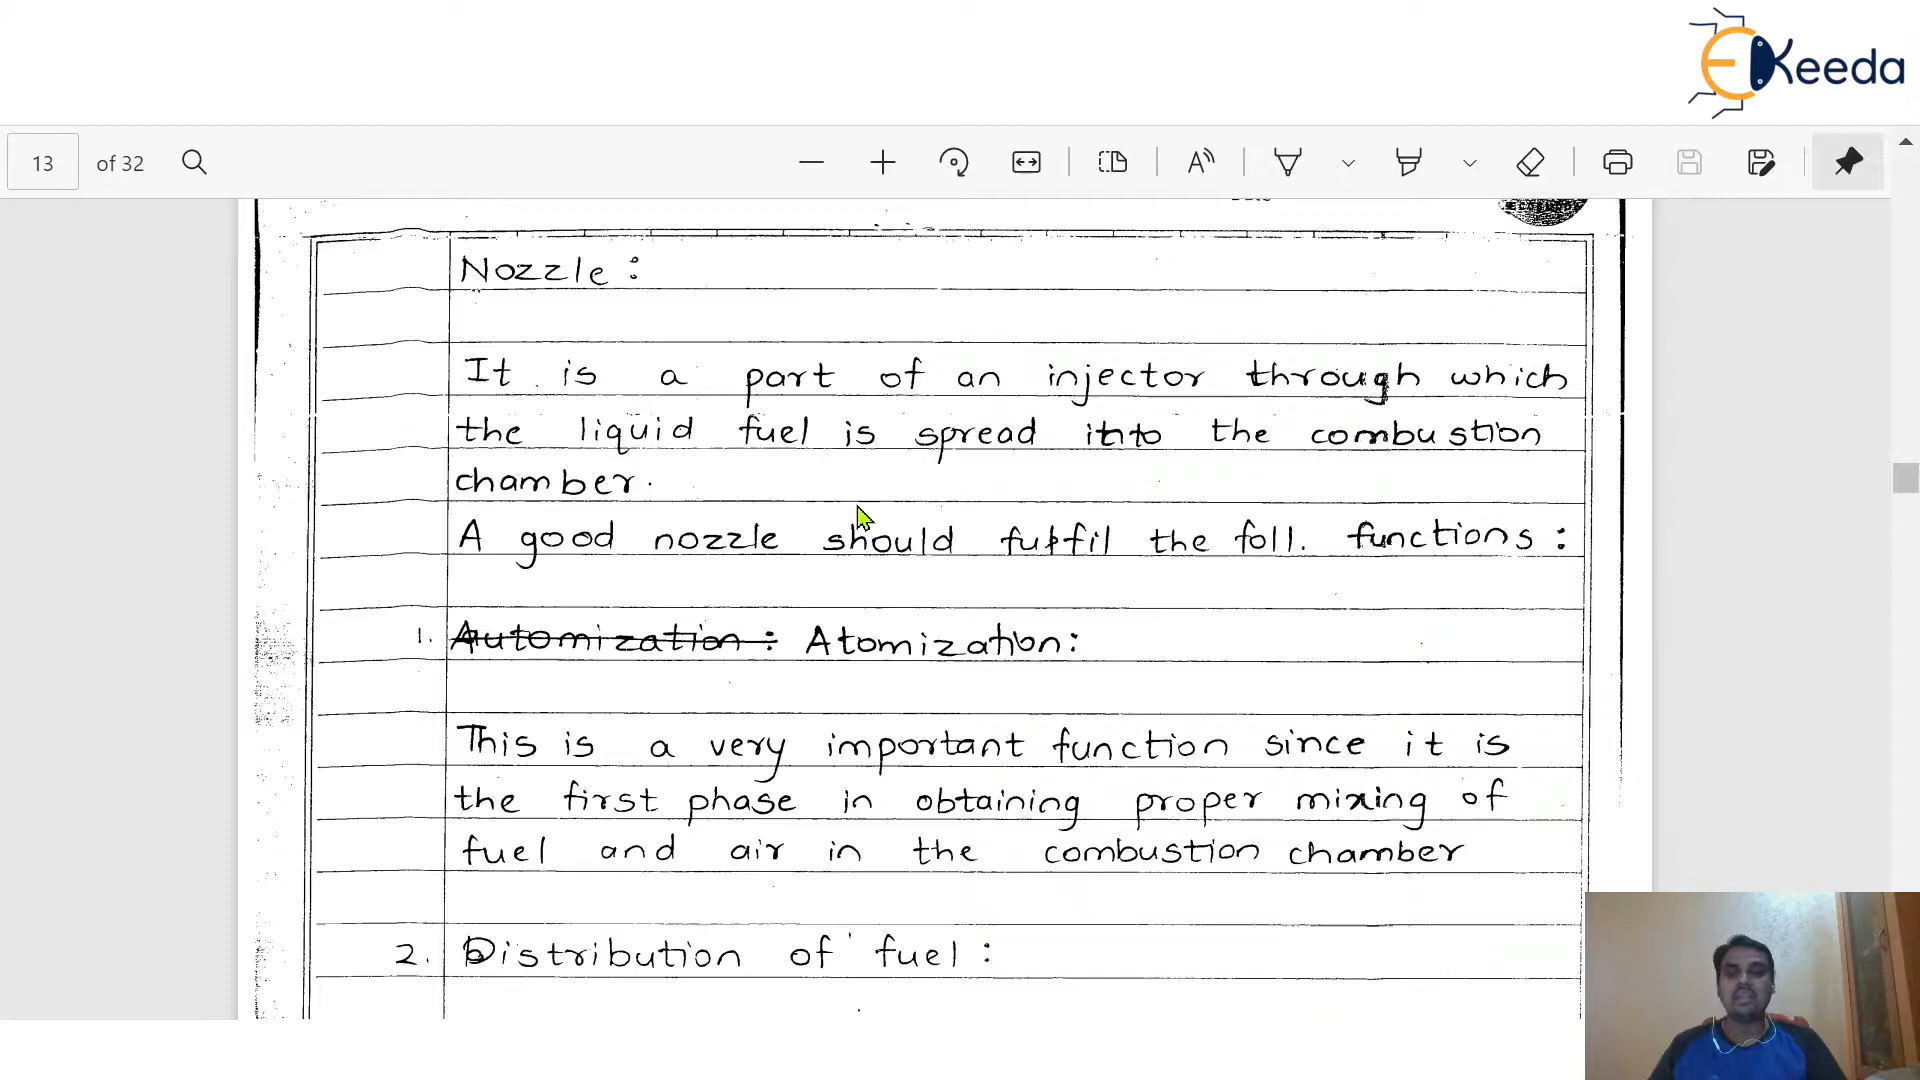 EKeeda
13 of 32
Nozzle :
It is a part of an injector through which
the liquid fuel is spread into the combustion
chamber.
A good nozzle should fulfil the foll. functions :
1. Automization : Atomization :
This is a very important function since it is
the first phase in obtaining proper mixing of
fuel and air in the combustion chamber
2. Distribution of fuel :